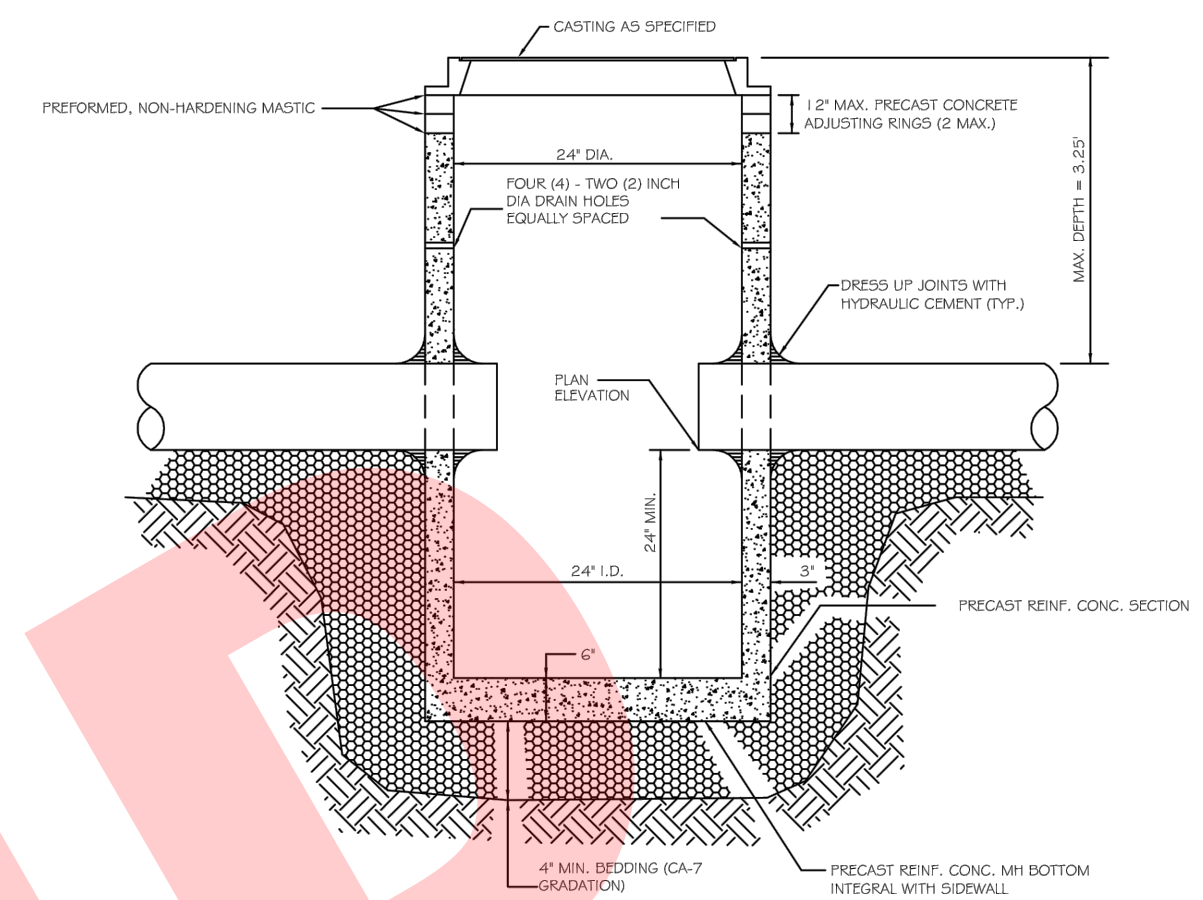 CASTING AS SPECIFIED
PREFORMED, NON-HARDENING MASTIC
12" MAX. PRECAST CONCRETE
ADJUSTING RINGS (2 MAX.)
24" DIA.
FOUR (4) - TWO (2) INCH
DIA DRAIN HOLES
EQUALLY SPACED
MAX. DEPTH = 3.25'
DRESS UP JOINTS WITH
HYDRAULIC CEMENT (TYP.)
PLAN
ELEVATION
24" MIN.
24" I.D.
3"
PRECAST REINF. CONC. SECTION
6"
4" MIN. BEDDING (CA-7
GRADATION)
PRECAST REINF. CONC. MH BOTTOM
INTEGRAL WITH SIDEWALL